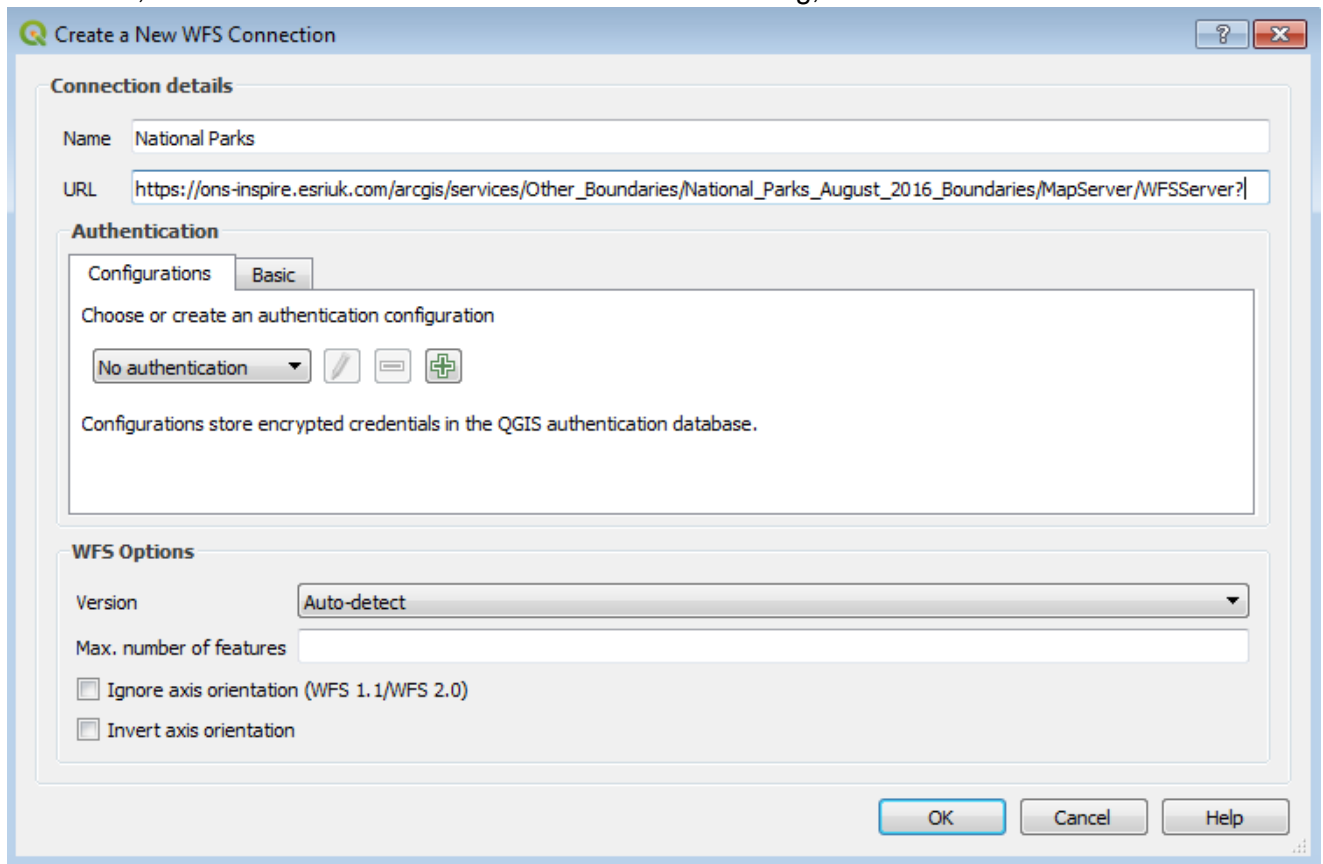 Create a New WFS Connection
Connection details
Name National Parks
URL https://ons-inspire.esriuk.com/arcgis/services/Other_Boundaries/National_Parks_August_2016_Boundaries/MapServer/WFSServer?
Authentication
Configurations Basic
Choose or create an authentication configuration
No authentication
Configurations store encrypted credentials in the QGIS authentication database.
WFS Options
Version Auto-detect
Max. number of features
Ignore axis orientation (WFS 1.1/WFS 2.0)
Invert axis orientation
OK Cancel Help